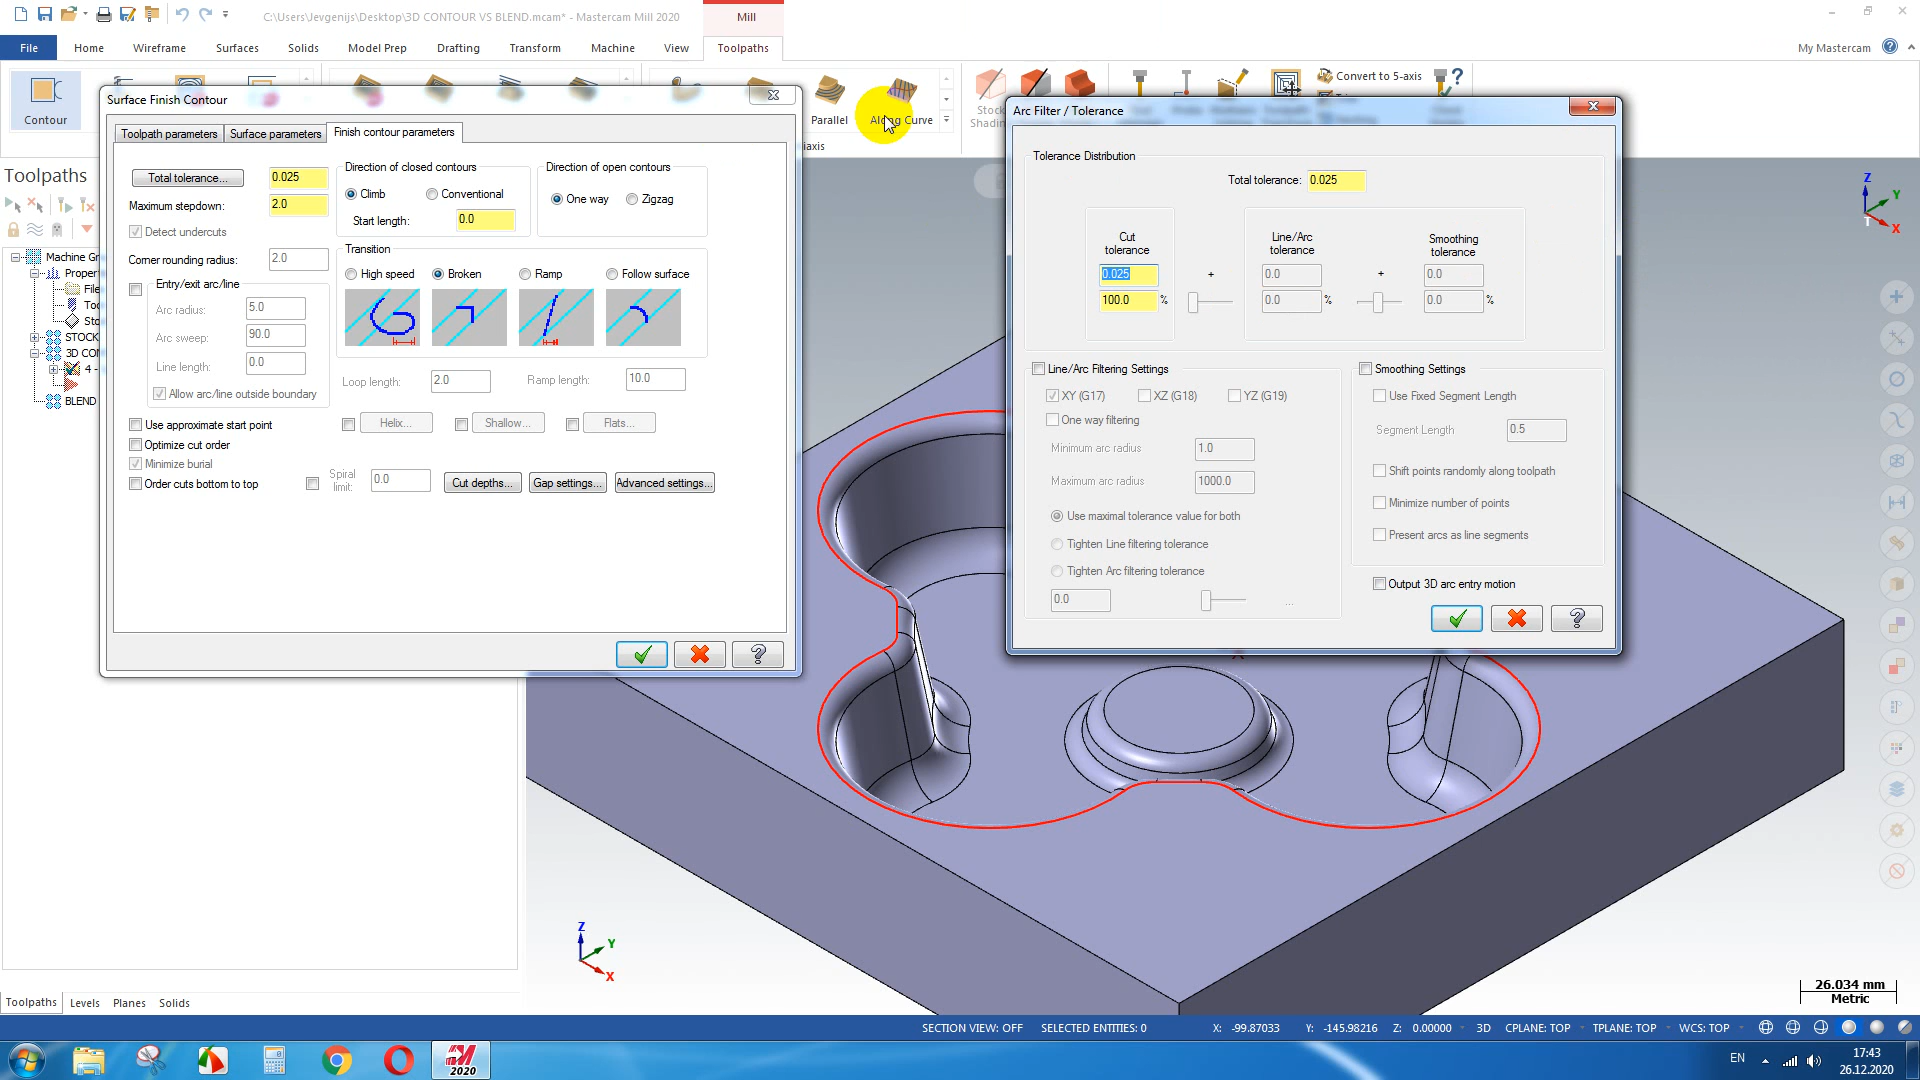 C:\Users\Jevgenijs\Desktop\3D CONTOUR VS BLEND.mcam* - Mastercam Mill 2020
Mill
File
Home
Wireframe
Surfaces
Solids
Model Prep
Drafting
Transform
Machine
View
Toolpaths
My Mastercam
Contour
Parallel
Along Curve
Stock
Shading
Convert to 5-axis
iaxis
Surface Finish Contour
Toolpath parameters
Surface parameters
Finish contour parameters
Total tolerance...
0.025
Maximum stepdown:
2.0
Detect undercuts
Corner rounding radius:
2.0
Entry/exit arc/line
Arc radius:
5.0
Arc sweep:
90.0
Line length:
0.0
Allow arc/line outside boundary
Use approximate start point
Optimize cut order
Minimize burial
Order cuts bottom to top
Direction of closed contours
Climb
Conventional
Start length:
0.0
Direction of open contours
One way
Zigzag
Transition
High speed
Broken
Ramp
Follow surface
Loop length:
2.0
Ramp length:
10.0
Helix...
Shallow...
Flats...
Spiral
limit:
0.0
Cut depths...
Gap settings...
Advanced settings...
Arc Filter / Tolerance
Tolerance Distribution
Total tolerance:
0.025
Cut
tolerance
0.025
100.0
%
+
Line/Arc
tolerance
0.0
0.0
%
+
Smoothing
tolerance
0.0
0.0
%
Line/Arc Filtering Settings
XY (G17)
XZ (G18)
YZ (G19)
One way filtering
Minimum arc radius
1.0
Maximum arc radius
1000.0
Use maximal tolerance value for both
Tighten Line filtering tolerance
Tighten Arc filtering tolerance
0.0
...
Smoothing Settings
Use Fixed Segment Length
Segment Length
0.5
Shift points randomly along toolpath
Minimize number of points
Present arcs as line segments
Output 3D arc entry motion
Toolpaths
Machine Gr
Proper
File
Too
Sto
STOCK
3D CO
4 -
BLEND
Z
Y
X
T
Z
Y
X
26.034 mm
Metric
Toolpaths
Levels
Planes
Solids
SECTION VIEW: OFF
SELECTED ENTITIES: 0
X: -99.87033
Y: -145.98216
Z: 0.00000
3D
CPLANE: TOP
TPLANE: TOP
WCS: TOP
2020
EN
17:43
26.12.2020